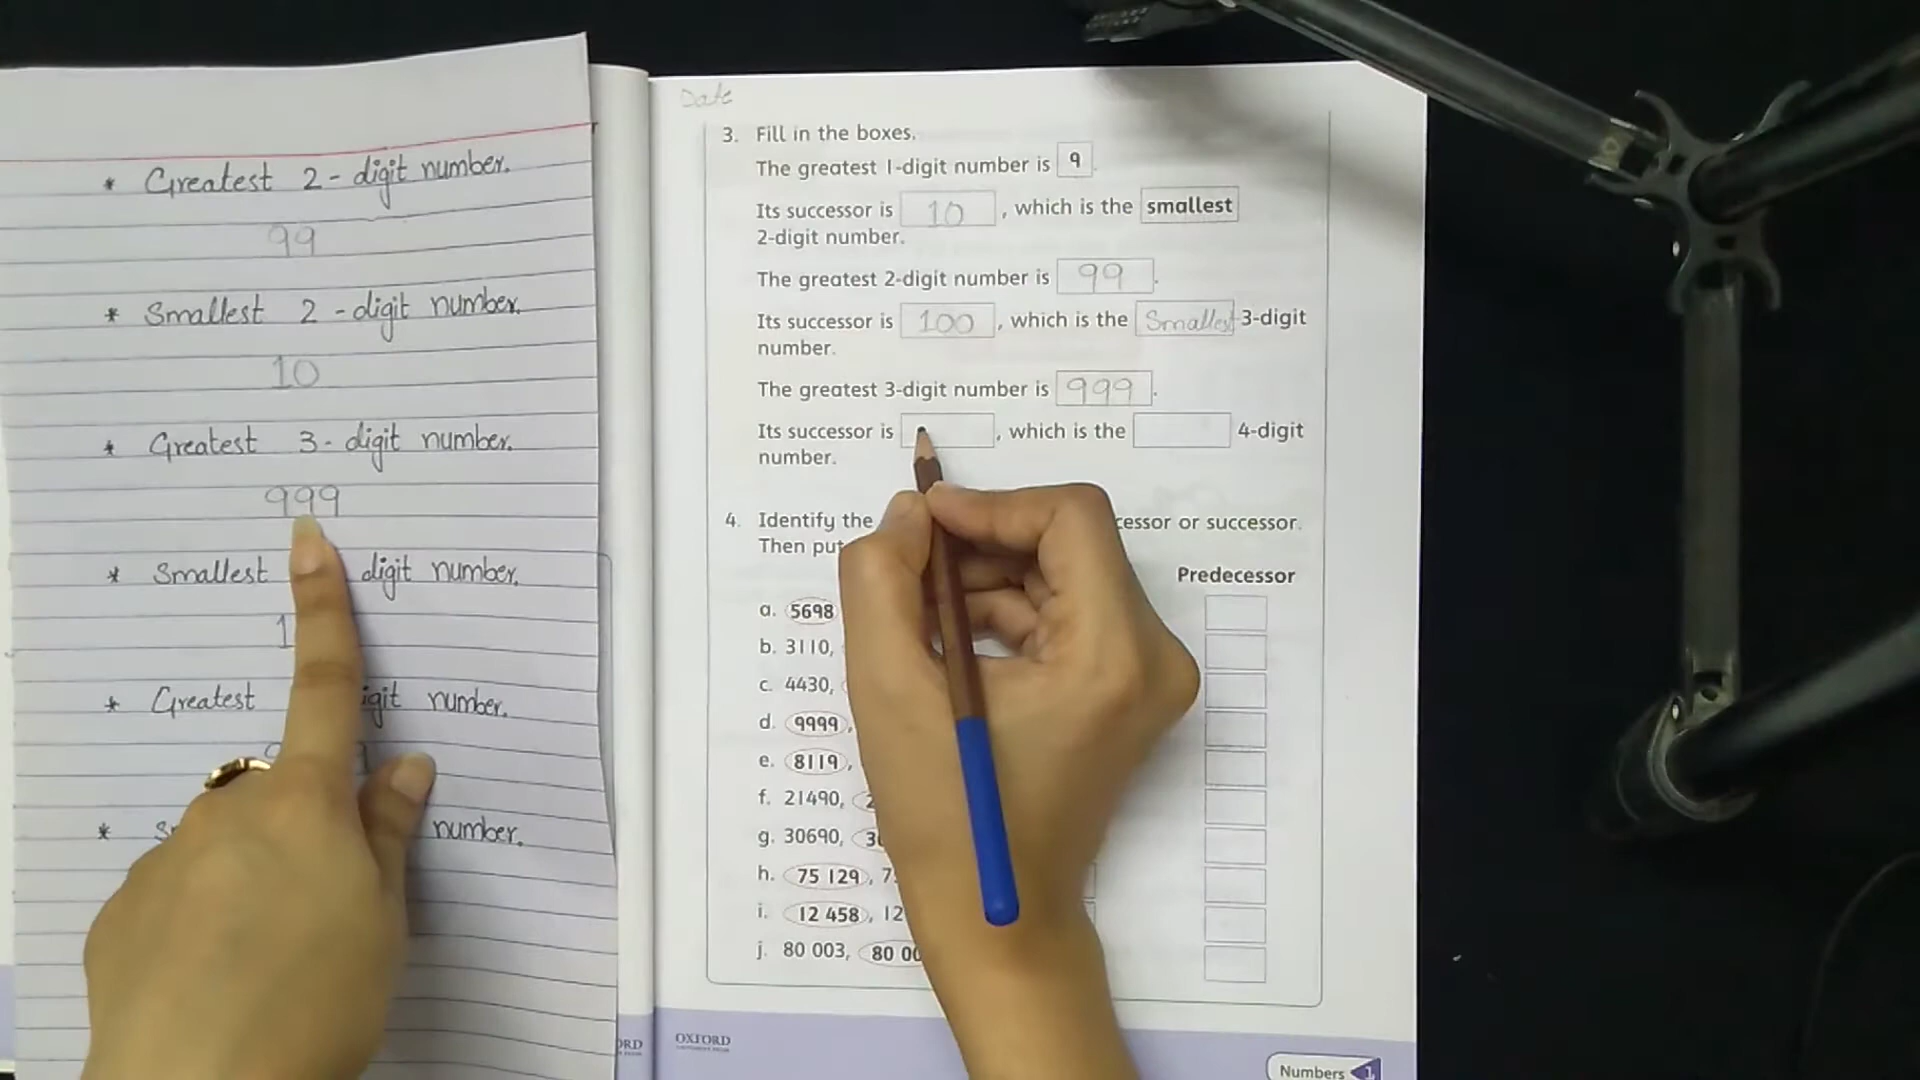 * Greatest 2 - digit number.
99
* Smallest 2 - digit number.
10
* Greatest 3 - digit number.
999
* Smallest digit number.
1
* Greatest digit number.
* number.
Date
3. Fill in the boxes.
The greatest 1-digit number is 9.
Its successor is 10, which is the smallest
2-digit number.
The greatest 2-digit number is 99.
Its successor is 100, which is the Smallest 3-digit
number.
The greatest 3-digit number is 999.
Its successor is , which is the 4-digit
number.
4. Identify the or successor.
Then put
Predecessor
a. 5698
b. 3110,
c. 4430,
d. 9999,
e. 8119,
f. 21490,
g. 30690,
h. 75 129,
i. 12 458, 12
j. 80 003,
OXFORD
Numbers 1